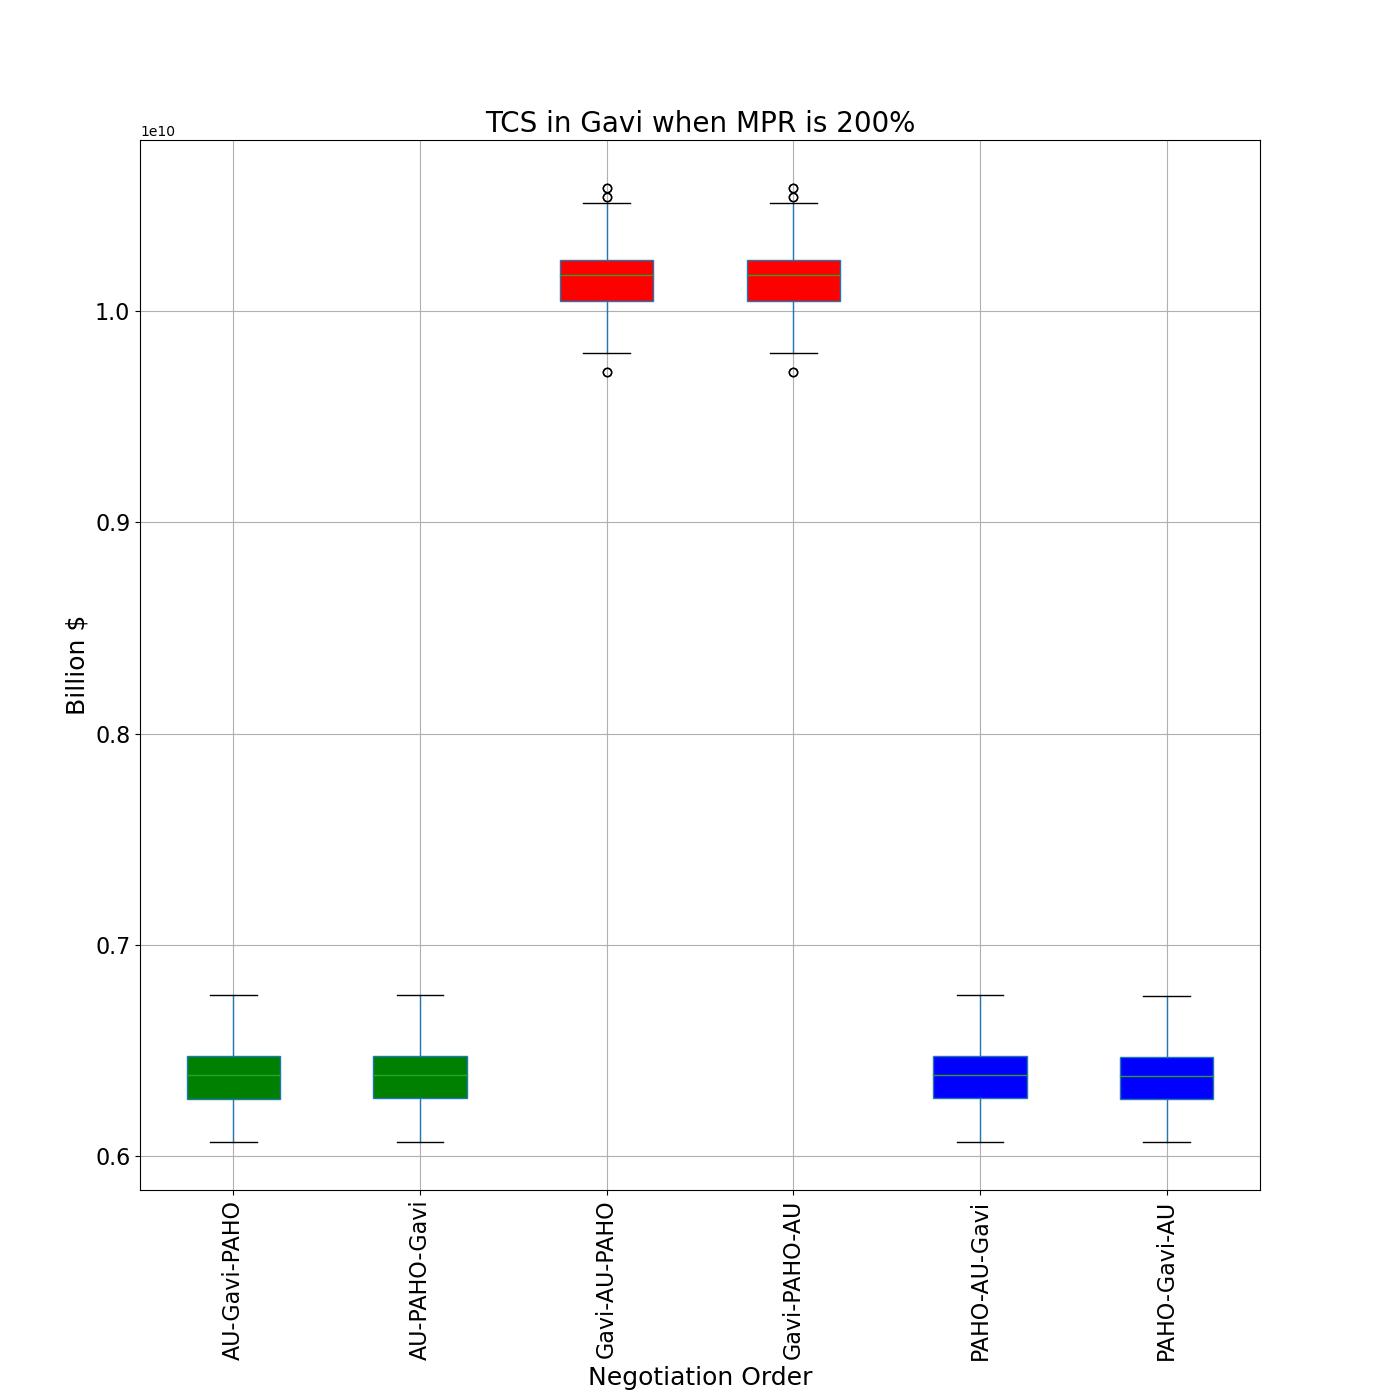 TCS in Gavi when MPR is 200%
1e10
1.0
0.9
0.8
0.7
0.6
Billion $
AU-Gavi-PAHO
AU-PAHO-Gavi
Gavi-AU-PAHO
Gavi-PAHO-AU
PAHO-AU-Gavi
PAHO-Gavi-AU
Negotiation Order